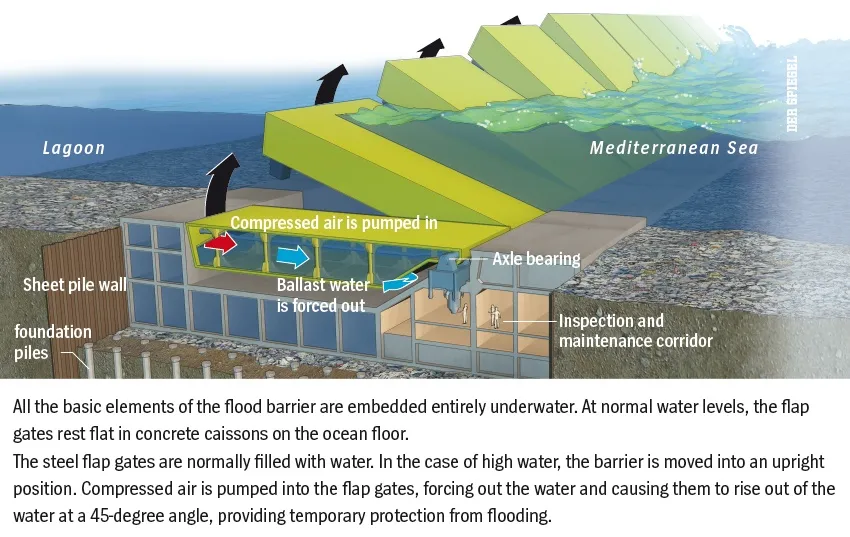 DER SPIEGEL
Lagoon
Mediterranean Sea
Compressed air is pumped in
Axle bearing
Sheet pile wall
Ballast water
is forced out
Inspection and
maintenance corridor
foundation
piles
All the basic elements of the flood barrier are embedded entirely underwater. At normal water levels, the flap
gates rest flat in concrete caissons on the ocean floor.
The steel flap gates are normally filled with water. In the case of high water, the barrier is moved into an upright
position. Compressed air is pumped into the flap gates, forcing out the water and causing them to rise out of the
water at a 45-degree angle, providing temporary protection from flooding.